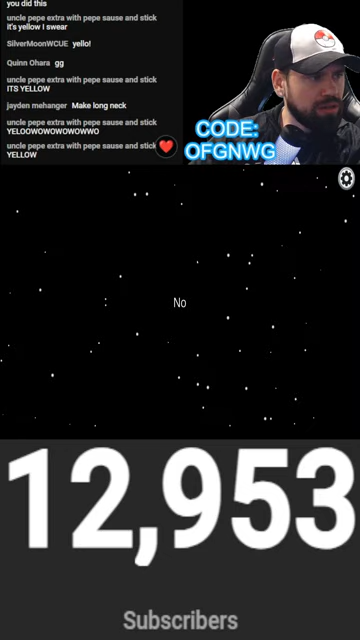 you did this
uncle pepe extra with pepe sause and stick
it's yellow I swear
SilverMoonWCUE yello!
Quinn Ohara gg
uncle pepe extra with pepe sause and stick
ITS YELLOW
jayden mehanger Make long neck
uncle pepe extra with pepe sause and stick
YELOOWOWOWOWOWWO
uncle pepe extra with pepe sause and stick
YELLOW
CODE:
OFGNWG
: No
12,953
Subscribers